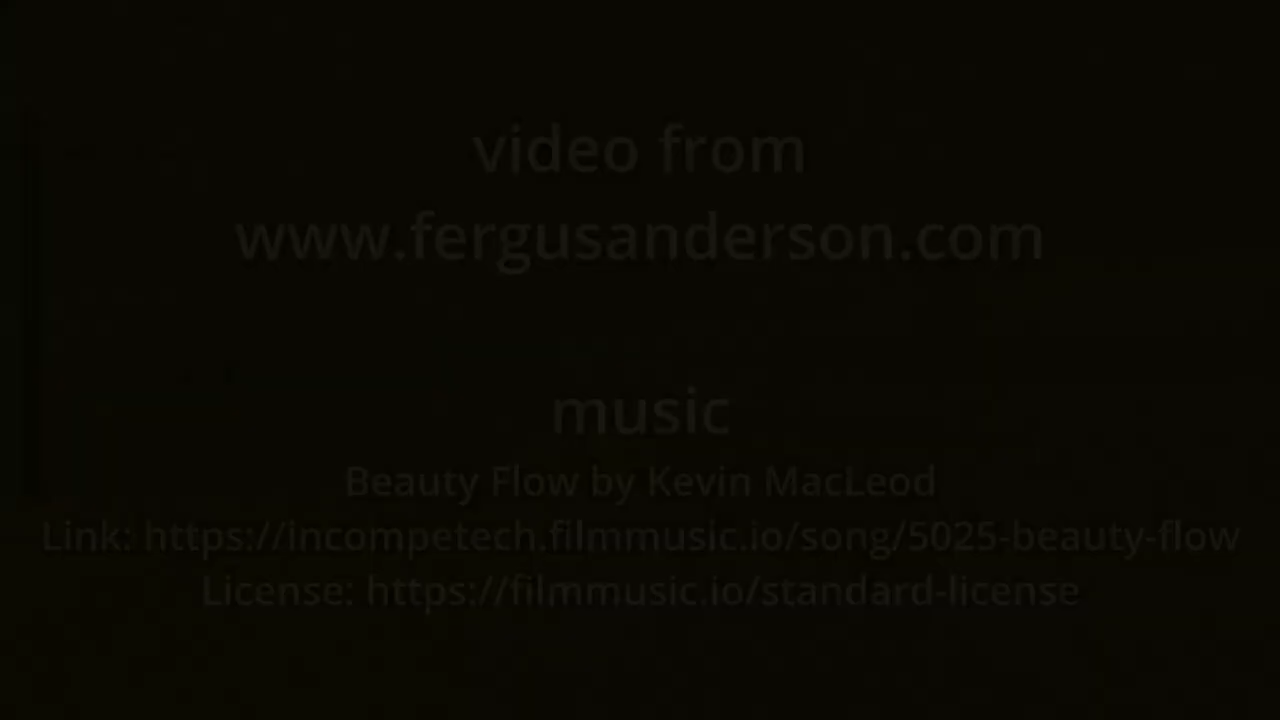 video from
www.fergusanderson.com
music
Beauty Flow by Kevin MacLeod
Link: https://incompetech.filmmusic.io/song/5025-beauty-flow
License: https://filmmusic.io/standard-license